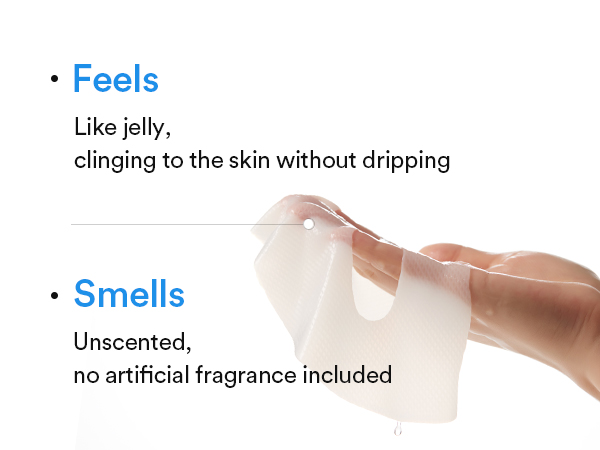 • Feels
Like jelly,
clinging to the skin without dripping
• Smells
Unscented,
no artificial fragrance included